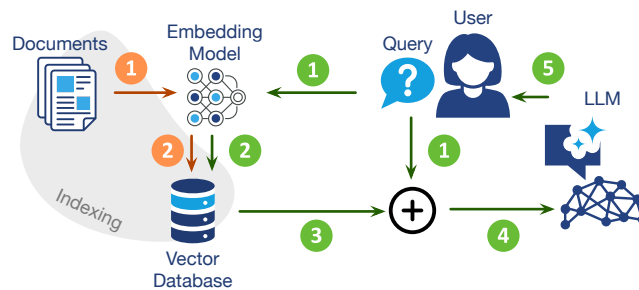 Documents
Embedding
Model
Query
User
LLM
1
1
5
2
2
1
Indexing
3
4
?
Vector
Database